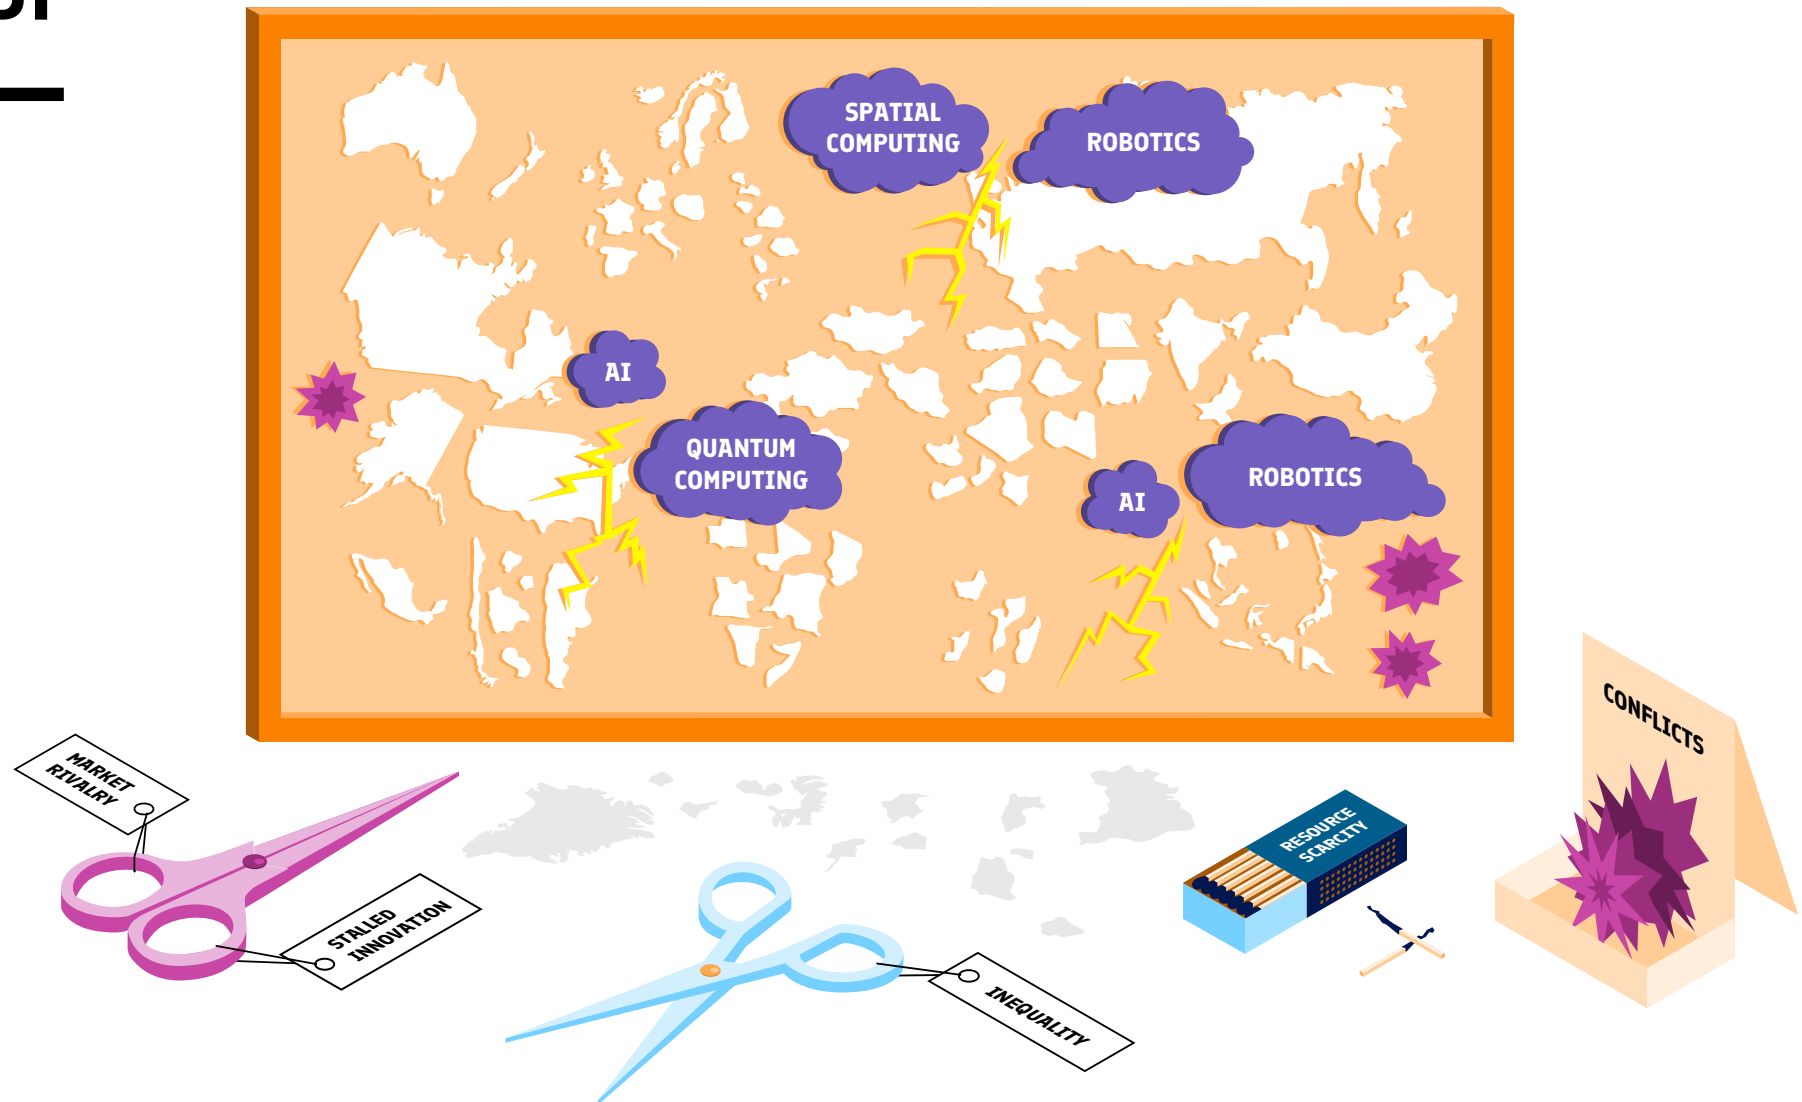 SPATIAL
COMPUTING
ROBOTICS
AI
QUANTUM
COMPUTING
AI
ROBOTICS
CONFLICTS
MARKET
RIVALRY
STALLED
INNOVATION
INEQUALITY
RESOURCE
SCARCITY